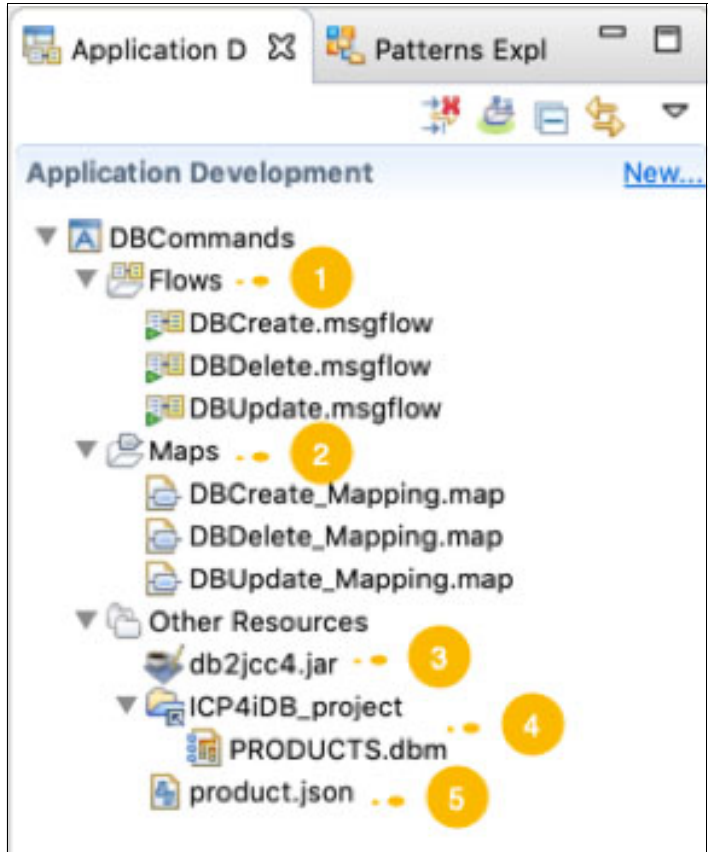 Application D Patterns Expl
Application Development New...
DBCommands
Flows 1
DBCreate.msgflow
DBDelete.msgflow
DBUpdate.msgflow
Maps 2
DBCreate_Mapping.map
DBDelete_Mapping.map
DBUpdate_Mapping.map
Other Resources
db2jcc4.jar 3
ICP4iDB_project
4
PRODUCTS.dbm
product.json 5